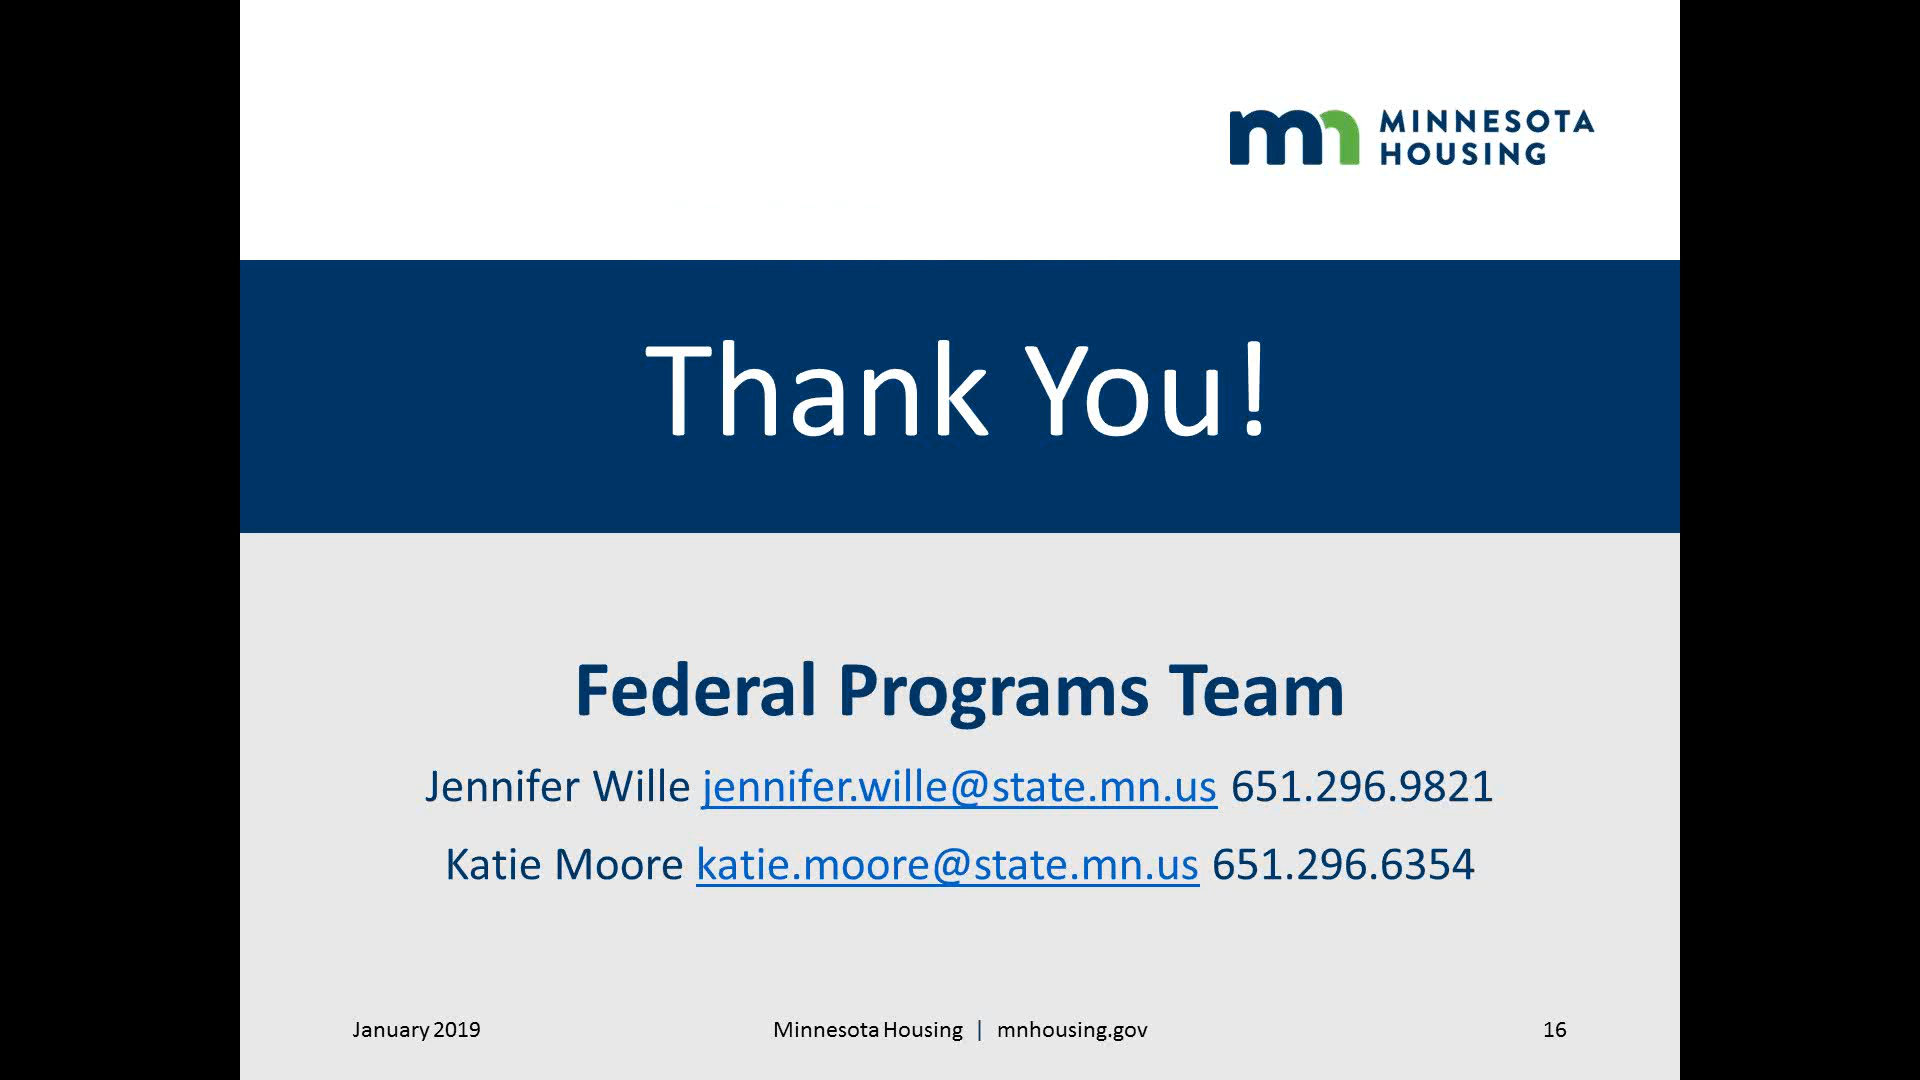 mn MINNESOTA
HOUSING
Thank You!
Federal Programs Team
Jennifer Wille jennifer.wille@state.mn.us 651.296.9821
Katie Moore katie.moore@state.mn.us 651.296.6354
January 2019 Minnesota Housing | mnhousing.gov 16